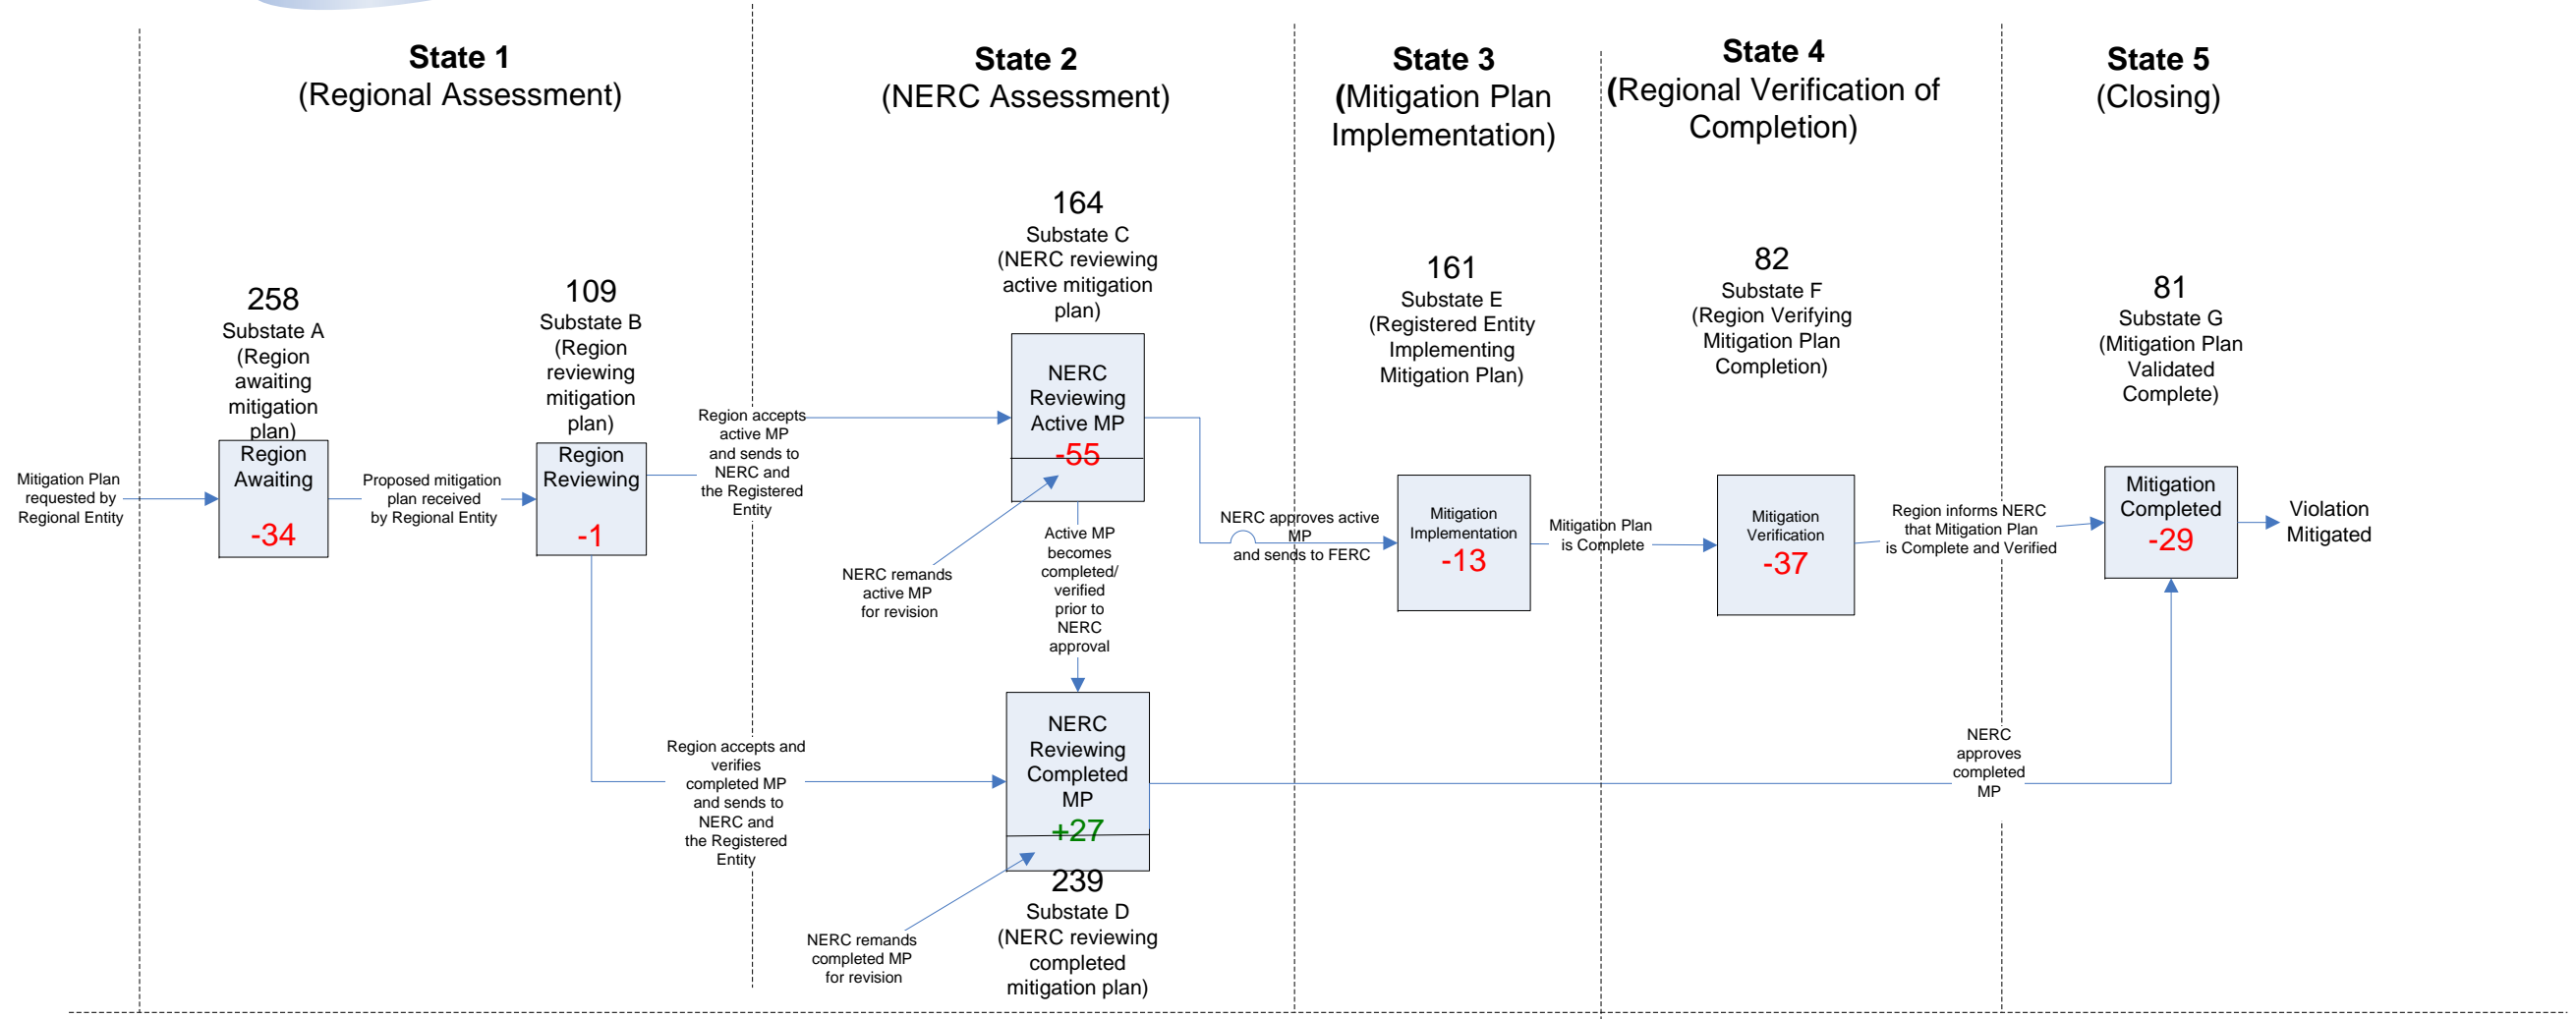 State 1
(Regional Assessment)
State 2
(NERC Assessment)
State 3
(Mitigation Plan
Implementation)
State 4
(Regional Verification of
Completion)
State 5
(Closing)
258
Substate A
(Region
awaiting
mitigation
plan)
109
Substate B
(Region
reviewing
mitigation
plan)
164
Substate C
(NERC reviewing
active mitigation
plan)
161
Substate E
(Registered Entity
Implementing
Mitigation Plan)
82
Substate F
(Region Verifying
Mitigation Plan
Completion)
81
Substate G
(Mitigation Plan
Validated
Complete)
Mitigation Plan
requested by
Regional Entity
Region
Awaiting
-34
Proposed mitigation
plan received
by Regional Entity
Region
Reviewing
-1
Region accepts
active MP
and sends to
NERC and
the Registered
Entity
NERC
Reviewing
Active MP
-55
NERC remands
active MP
for revision
Active MP
becomes
completed/
verified
prior to
NERC
approval
NERC approves active
MP
and sends to FERC
Mitigation
Implementation
-13
Mitigation Plan
is Complete
Mitigation
Verification
-37
Region informs NERC
that Mitigation Plan
is Complete and Verified
Mitigation
Completed
-29
Violation
Mitigated
Region accepts and
verifies
completed MP
and sends to
NERC and
the Registered
Entity
NERC
Reviewing
Completed
MP
+27
239
Substate D
(NERC reviewing
completed
mitigation plan)
NERC remands
completed MP
for revision
NERC
approves
completed
MP